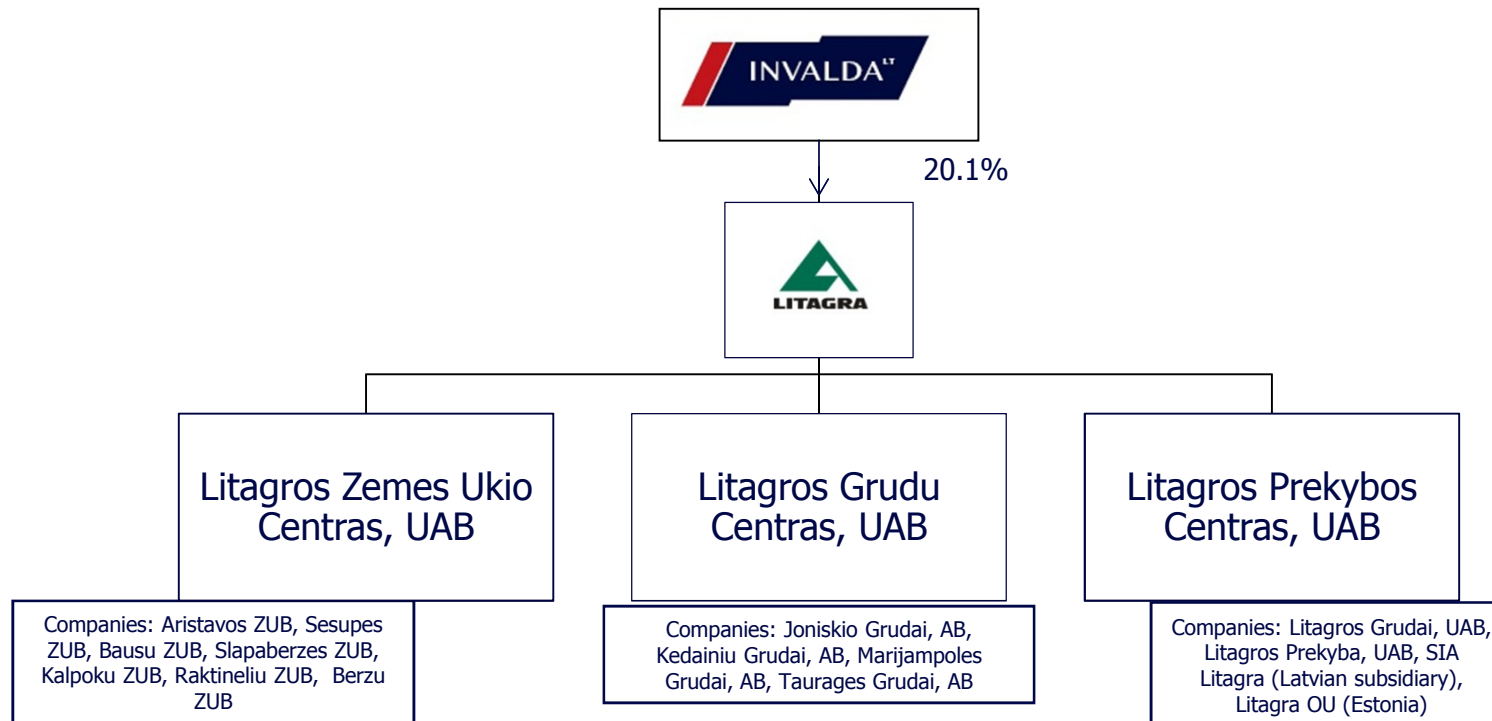 INVALDA LT
20.1%
LITAGRA
Litagros Zemes Ukio
Centras, UAB
Litagros Grudu
Centras, UAB
Litagros Prekybos
Centras, UAB
Companies: Aristavos ZUB, Sesupes
ZUB, Bausu ZUB, Slapaberzes ZUB,
Kalpoku ZUB, Raktineliu ZUB, Berzu
ZUB
Companies: Joniskio Grudai, AB,
Kedainiu Grudai, AB, Marijampoles
Grudai, AB, Taurages Grudai, AB
Companies: Litagros Grudai, UAB,
Litagros Prekyba, UAB, SIA
Litagra (Latvian subsidiary),
Litagra OU (Estonia)